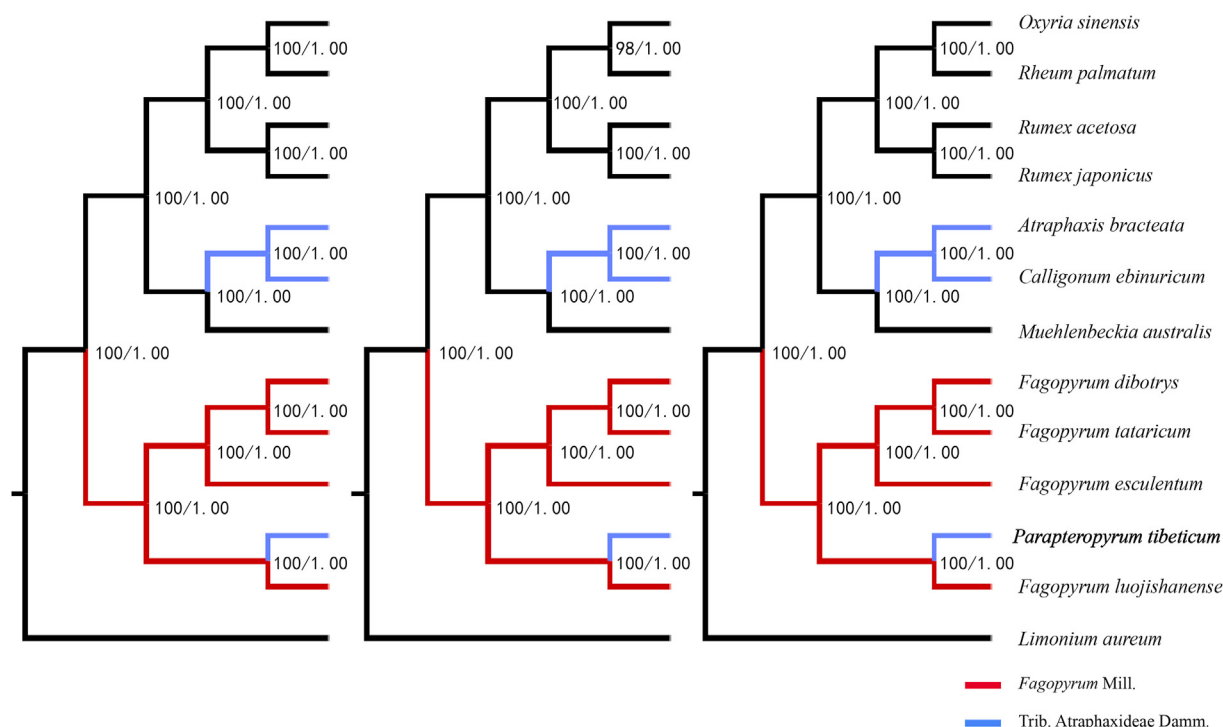 Oxyria sinensis
100/1.00 98/1.00 100/1.00
Rheum palmatum
100/1.00 100/1.00 100/1.00
Rumex acetosa
100/1.00 100/1.00 100/1.00
Rumex japonicus
100/1.00 100/1.00 100/1.00
Atraphaxis bracteata
100/1.00 100/1.00 100/1.00
Calligonum ebinuricum
100/1.00 100/1.00 100/1.00
Muehlenbeckia australis
100/1.00 100/1.00 100/1.00
Fagopyrum dibotrys
100/1.00 100/1.00 100/1.00
Fagopyrum tataricum
100/1.00 100/1.00 100/1.00
Fagopyrum esculentum
100/1.00 100/1.00 100/1.00
Parapteropyrum tibeticum
100/1.00 100/1.00 100/1.00
Fagopyrum luojishanense
Limonium aureum
Fagopyrum Mill.
Trib. Atraphaxideae Damm.